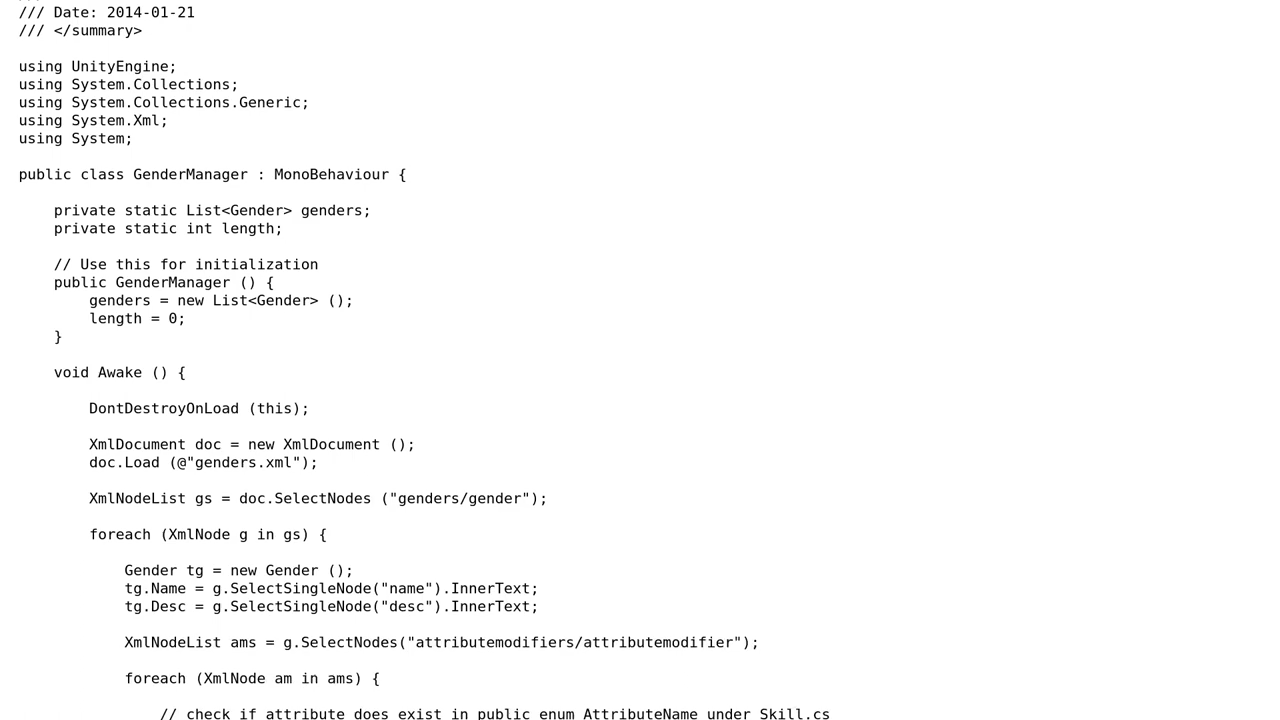 /// Date: 2014-01-21
/// </summary>
using UnityEngine;
using System.Collections;
using System.Collections.Generic;
using System.Xml;
using System;
public class GenderManager : MonoBehaviour {
private static List<Gender> genders;
private static int length;
// Use this for initialization
public GenderManager () {
genders = new List<Gender> ();
length = 0;
}
void Awake () {
DontDestroyOnLoad (this);
XmlDocument doc = new XmlDocument ();
doc.Load (@"genders.xml");
XmlNodeList gs = doc.SelectNodes ("genders/gender");
foreach (XmlNode g in gs) {
Gender tg = new Gender ();
tg.Name = g.SelectSingleNode("name").InnerText;
tg.Desc = g.SelectSingleNode("desc").InnerText;
XmlNodeList ams = g.SelectNodes("attributemodifiers/attributemodifier");
foreach (XmlNode am in ams) {
// check if attribute does exist in public enum AttributeName under Skill.cs